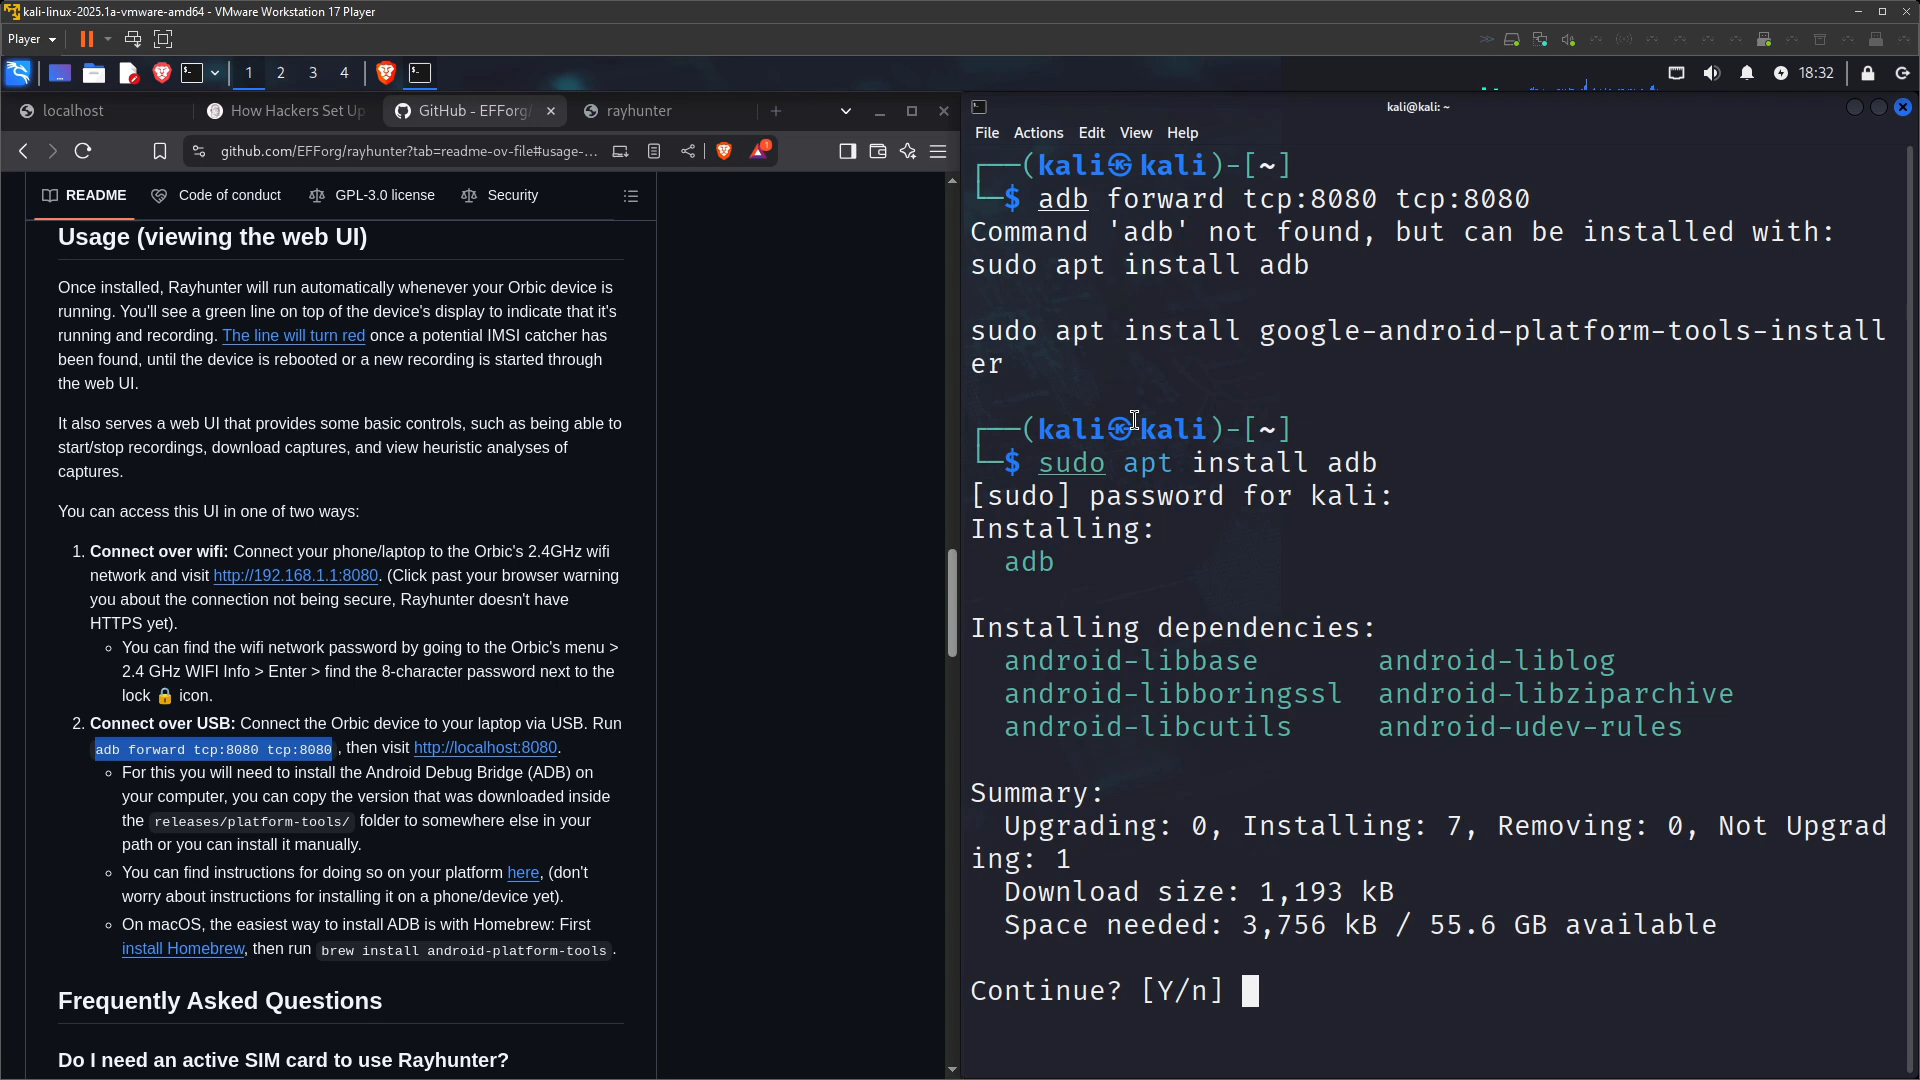 kali-linux-2025.1a-vmware-amd64 - VMware Workstation 17 Player
Player
1 2 3 4
18:32
localhost
How Hackers Set Up
GitHub - EFForg/
rayhunter
github.com/EFForg/rayhunter?tab=readme-ov-file#usage-...
1
README
Code of conduct
GPL-3.0 license
Security
Usage (viewing the web UI)
Once installed, Rayhunter will run automatically whenever your Orbic device is
running. You'll see a green line on top of the device's display to indicate that it's
running and recording. The line will turn red once a potential IMSI catcher has
been found, until the device is rebooted or a new recording is started through
the web UI.
It also serves a web UI that provides some basic controls, such as being able to
start/stop recordings, download captures, and view heuristic analyses of
captures.
You can access this UI in one of two ways:
1. Connect over wifi: Connect your phone/laptop to the Orbic's 2.4GHz wifi
network and visit http://192.168.1.1:8080. (Click past your browser warning
you about the connection not being secure, Rayhunter doesn't have
HTTPS yet).
You can find the wifi network password by going to the Orbic's menu >
2.4 GHz WIFI Info > Enter > find the 8-character password next to the
lock 🔒 icon.
2. Connect over USB: Connect the Orbic device to your laptop via USB. Run
adb forward tcp:8080 tcp:8080 , then visit http://localhost:8080.
For this you will need to install the Android Debug Bridge (ADB) on
your computer, you can copy the version that was downloaded inside
the releases/platform-tools/ folder to somewhere else in your
path or you can install it manually.
You can find instructions for doing so on your platform here, (don't
worry about instructions for installing it on a phone/device yet).
On macOS, the easiest way to install ADB is with Homebrew: First
install Homebrew, then run brew install android-platform-tools .
Frequently Asked Questions
Do I need an active SIM card to use Rayhunter?
kali@kali: ~
File Actions Edit View Help
┌──(kali㉿kali)-[~]
└─$ adb forward tcp:8080 tcp:8080
Command 'adb' not found, but can be installed with:
sudo apt install adb
sudo apt install google-android-platform-tools-install
er
┌──(kali㉿kali)-[~]
└─$ sudo apt install adb
[sudo] password for kali:
Installing:
adb
Installing dependencies:
android-libbase android-liblog
android-libboringssl android-libziparchive
android-libcutils android-udev-rules
Summary:
Upgrading: 0, Installing: 7, Removing: 0, Not Upgrad
ing: 1
Download size: 1,193 kB
Space needed: 3,756 kB / 55.6 GB available
Continue? [Y/n]